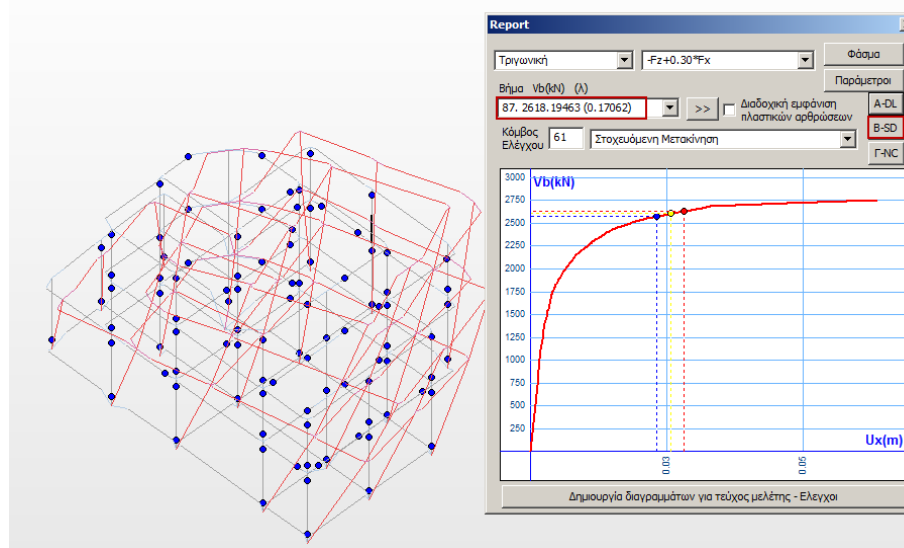 Report
Τριγωνική
-Fz+0.30*Fx
Φάσμα
Παράμετροι
Βήμα Vb(kN) (λ)
87. 2618.19463 (0.17062)
>>
Διαδοχική εμφάνιση
πλαστικών αρθρώσεων
A-DL
Κόμβος
Ελέγχου
61
Στοχευόμενη Μετακίνηση
B-SD
Γ-NC
3000
Vb(kN)
2750
2500
2250
2000
1750
1500
1250
1000
750
500
250
Ux(m)
0.03
0.05
Δημιουργία διαγραμμάτων για τεύχος μελέτης - Ελεγχοι